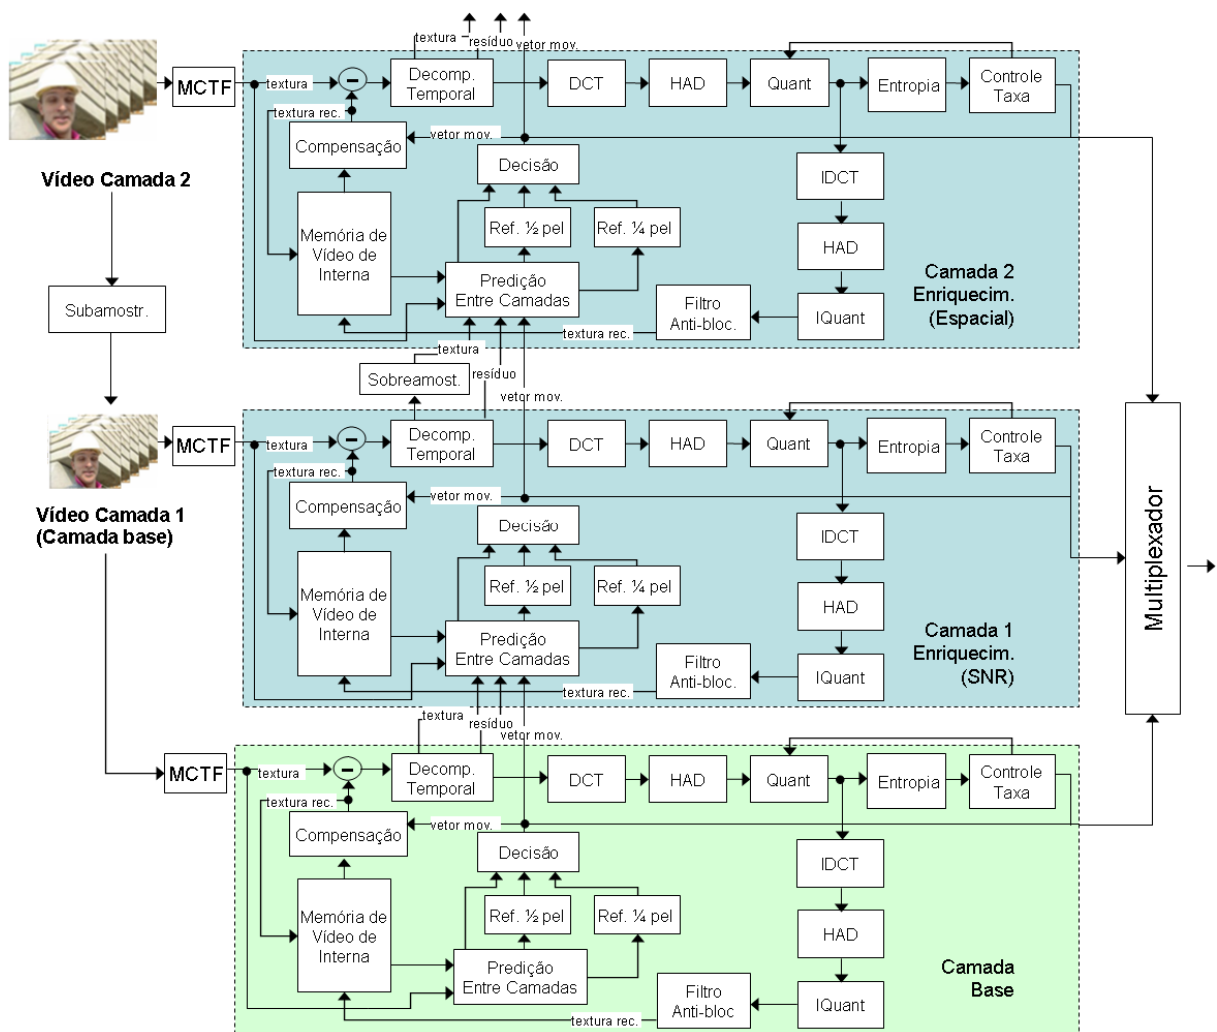 textura
resíduo
vetor mov.
MCTF
textura
Decomp.
Temporal
DCT
HAD
Quant
Entropia
Controle
Taxa
textura rec.
vetor mov.
Compensação
Decisão
IDCT
Vídeo Camada 2
Memória de
Vídeo de
Interna
Ref. ½ pel
Ref. ¼ pel
HAD
Predição
Entre Camadas
Camada 2
Enriquecim.
(Espacial)
Subamostr.
Filtro
Anti-bloc.
IQuant
textura rec.
textura
Sobreamost.
resíduo
vetor mov.
MCTF
textura
Decomp.
Temporal
DCT
HAD
Quant
Entropia
Controle
Taxa
textura rec.
vetor mov.
Compensação
Vídeo Camada 1
(Camada base)
Decisão
IDCT
Memória de
Vídeo de
Interna
Ref. ½ pel
Ref. ¼ pel
HAD
Multiplexador
Predição
Entre Camadas
Camada 1
Enriquecim.
(SNR)
Filtro
Anti-bloc.
IQuant
textura rec.
textura
resíduo
vetor mov.
MCTF
textura
Decomp.
Temporal
DCT
HAD
Quant
Entropia
Controle
Taxa
textura rec.
vetor mov.
Compensação
Decisão
IDCT
Memória de
Vídeo de
Interna
Ref. ½ pel
Ref. ¼ pel
HAD
Predição
Entre Camadas
Camada
Base
Filtro
Anti-bloc
IQuant
textura rec.